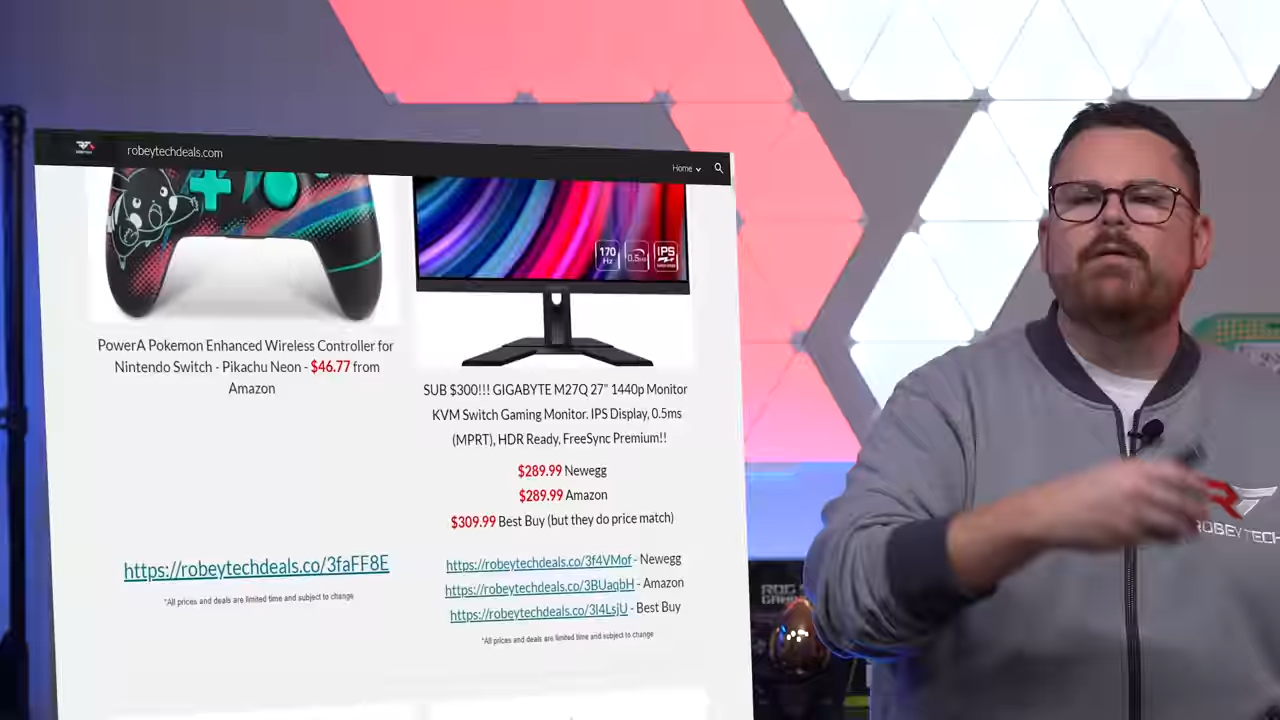 robeytechdeals.com
Home
170
Hz
0.5ms
IPS
PowerA Pokemon Enhanced Wireless Controller for
Nintendo Switch - Pikachu Neon - $46.77 from
Amazon
https://robeytechdeals.co/3faFF8E
*All prices and deals are limited time and subject to change
SUB $300!!! GIGABYTE M27Q 27" 1440p Monitor
KVM Switch Gaming Monitor. IPS Display, 0.5ms
(MPRT), HDR Ready, FreeSync Premium!!
$289.99 Newegg
$289.99 Amazon
$309.99 Best Buy (but they do price match)
https://robeytechdeals.co/3f4VMof - Newegg
https://robeytechdeals.co/3BUaqbH - Amazon
https://robeytechdeals.co/3I4LsjU - Best Buy
*All prices and deals are limited time and subject to change
ROBEYTECH
ROG